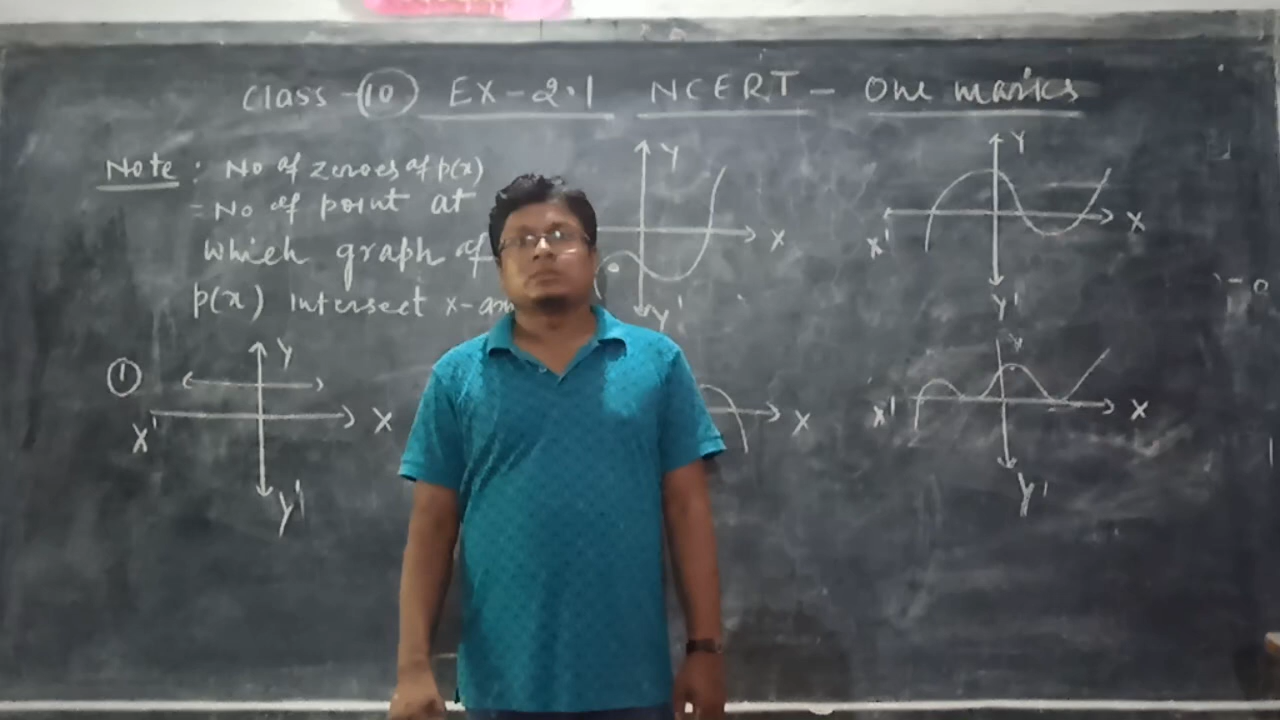 Class - 10 EX - 2.1 NCERT - One marks
Note : No of zeroes of p(x)
= No of point at
which graph of
p(x) intersect x-
Y
X
Y'
Y
X'
X
Y'
1
Y
X'
X
Y'
X
Y
X'
X
Y'